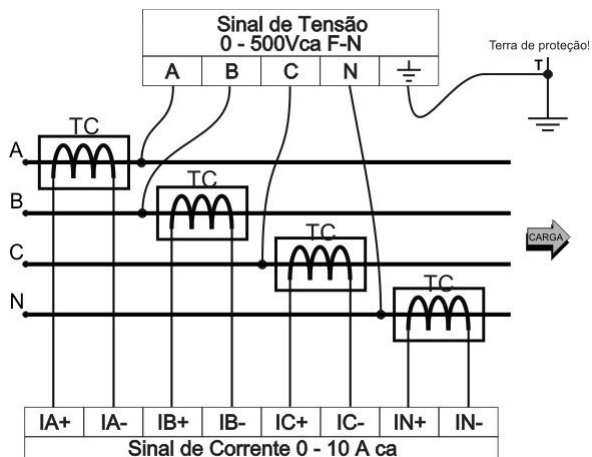 Sinal de Tensão
0 - 500Vca F-N
A B C N
Terra de proteção!
T
TC
A
TC
B
TC
C
CARGA
TC
N
IA+ IA- IB+ IB- IC+ IC- IN+ IN-
Sinal de Corrente 0 - 10 A ca